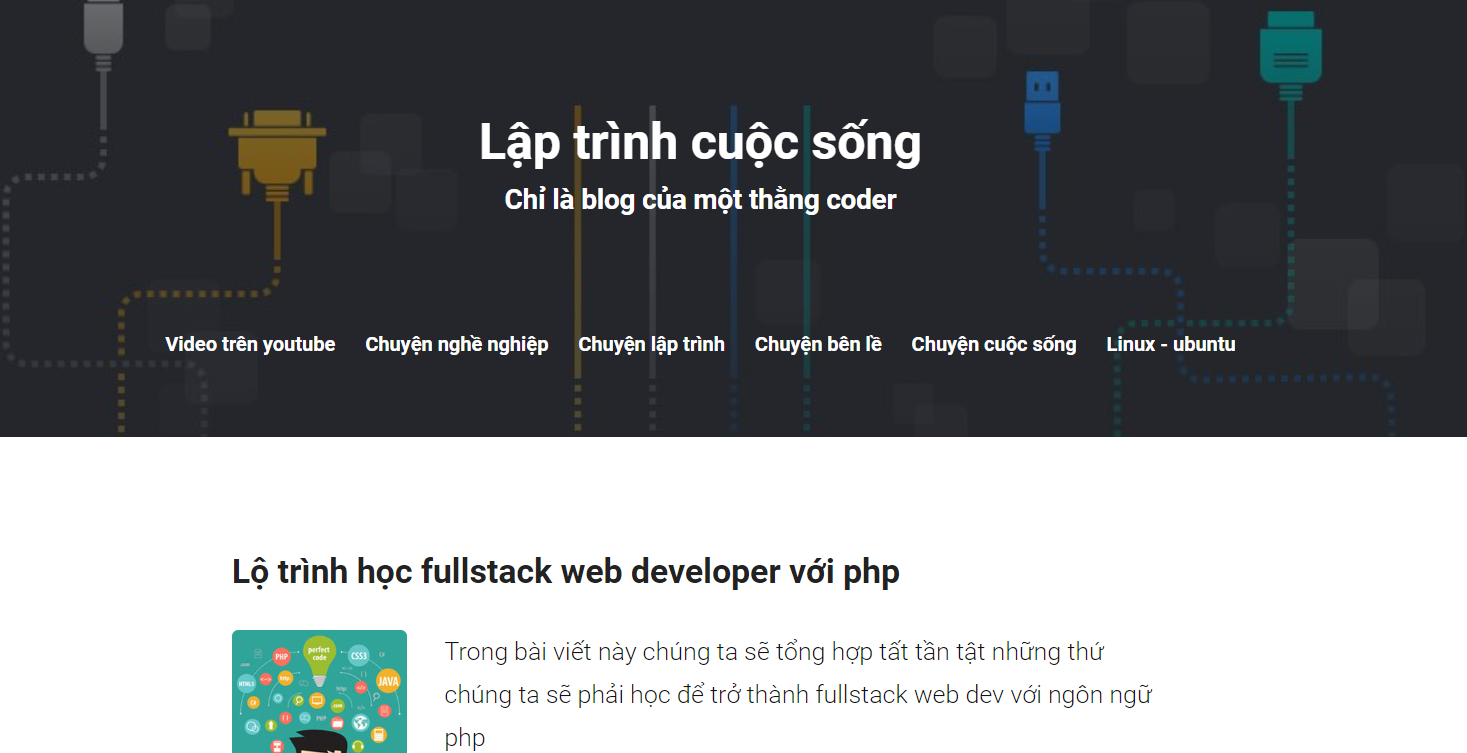 Lập trình cuộc sống
Chỉ là blog của một thằng coder
Video trên youtube Chuyện nghề nghiệp Chuyện lập trình Chuyện bên lề Chuyện cuộc sống Linux - ubuntu
Lộ trình học fullstack web developer với php
perfect
code
PHP
CSS3
HTML5
http:
JAVA
http:
PHP
Trong bài viết này chúng ta sẽ tổng hợp tất tần tật những thứ
chúng ta sẽ phải học để trở thành fullstack web dev với ngôn ngữ
php